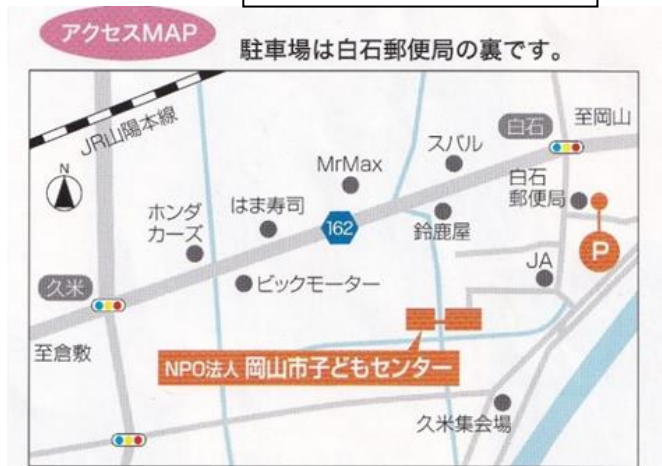 アクセスMAP
駐車場は白石郵便局の裏です。
JR山陽本線
N
白石
至岡山
スバル
MrMax
白石
郵便局
ホンダ
カーズ
はま寿司
162
鈴鹿屋
P
JA
久米
ビックモーター
至倉敷
NPO法人 岡山市子どもセンター
久米集会場